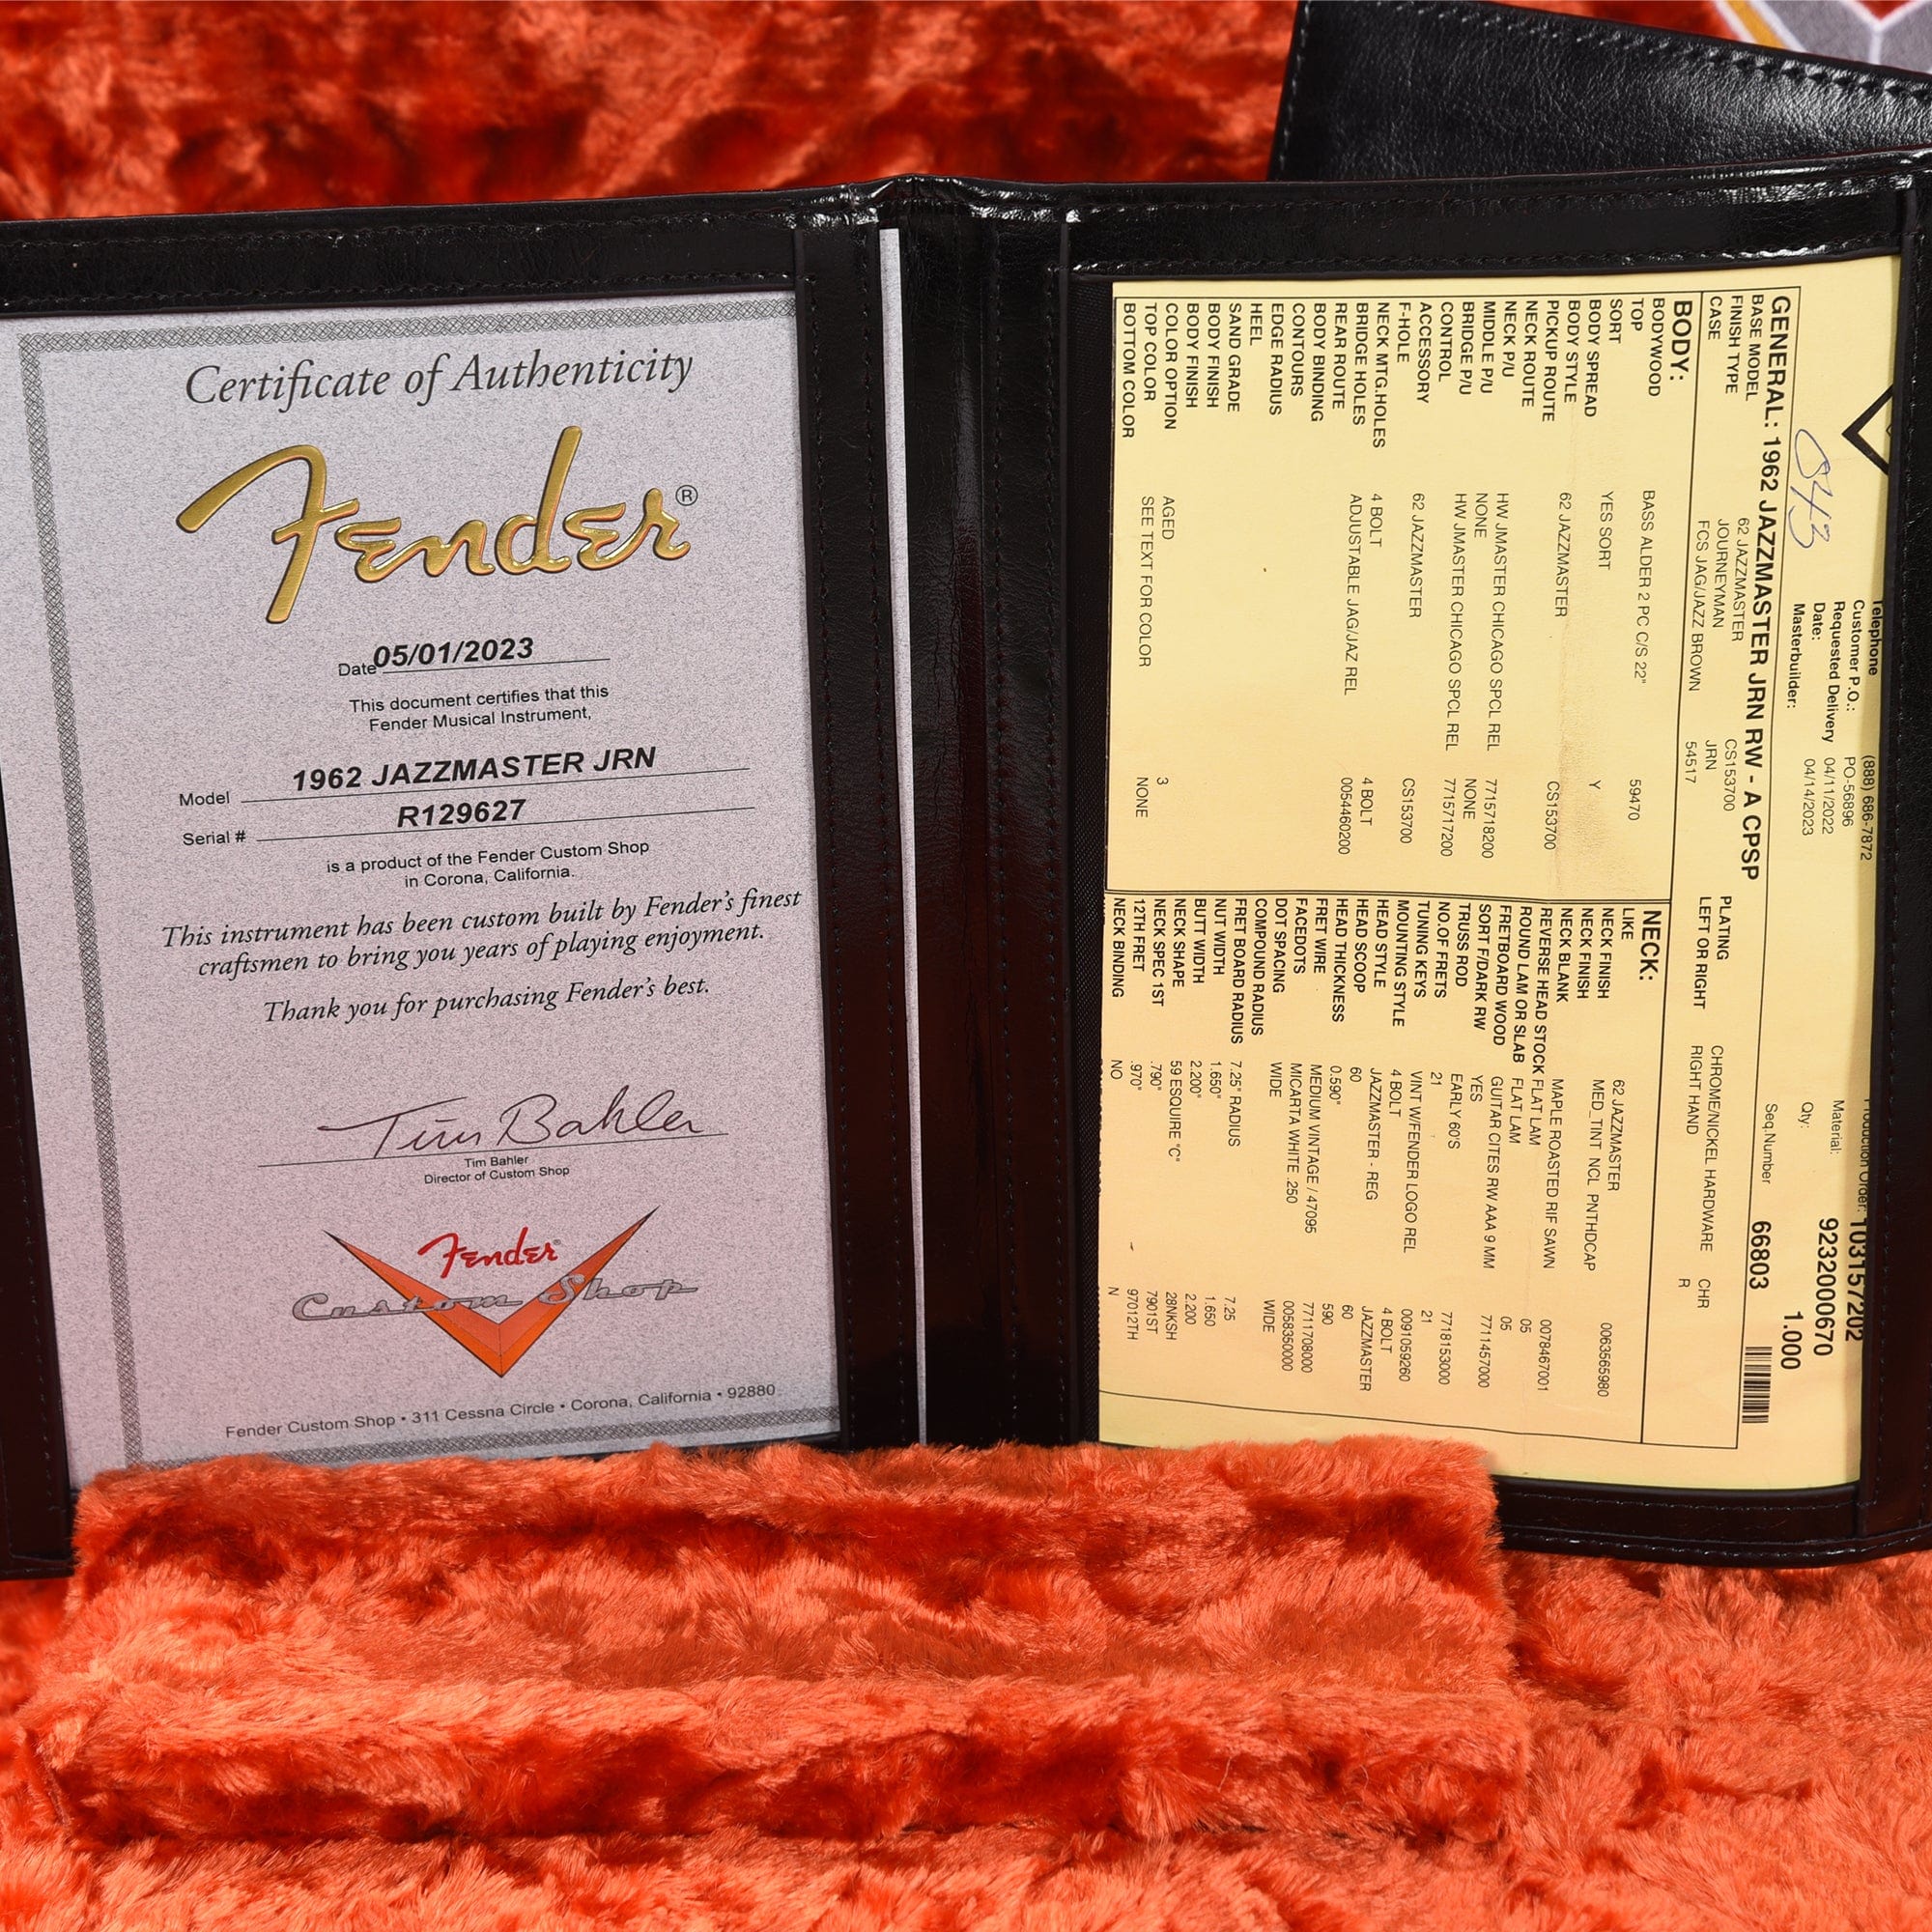 Certificate of Authenticity
Fender®
Date 05/01/2023
This document certifies that this
Fender Musical Instrument,
Model 1962 JAZZMASTER JRN
Serial # R129627
is a product of the Fender Custom Shop
in Corona, California.
This instrument has been custom built by Fender's finest
craftsmen to bring you years of playing enjoyment.
Thank you for purchasing Fender's best.
Tim Bahler
Tim Bahler
Director of Custom Shop
Fender
Custom Shop
Fender Custom Shop • 311 Cessna Circle • Corona, California • 92880
Telephone (888) 686-7872 Production Order: 103157202
Customer P.O.: PO-56896 Material: 9232000670
Requested Delivery 04/11/2022 Qty: 1.000
Date: 04/14/2023
Masterbuilder: Seq.Number 66803
GENERAL: 1962 JAZZMASTER JRN RW - A CPSP
BASE MODEL 62 JAZZMASTER CS153700 PLATING CHROME/NICKEL HARDWARE CHR
FINISH TYPE JOURNEYMAN JRN LEFT OR RIGHT RIGHT HAND R
CASE FCS JAG/JAZZ BROWN 54517
BODY:
BODYWOOD BASS ALDER 2 PC C/S 22" 59470
TOP
SORT YES SORT Y
BODY SPREAD
BODY STYLE 62 JAZZMASTER CS153700
PICKUP ROUTE
NECK ROUTE
NECK P/U HW JMASTER CHICAGO SPCL REL 7715718200
MIDDLE P/U NONE NONE
BRIDGE P/U HW JMASTER CHICAGO SPCL REL 7715717200
CONTROL
ACCESSORY 62 JAZZMASTER CS153700
F-HOLE
NECK MTG.HOLES 4 BOLT 4 BOLT
BRIDGE HOLES ADJUSTABLE JAG/JAZ REL 0054460200
REAR ROUTE
BODY BINDING
CONTOURS
EDGE RADIUS
HEEL
SAND GRADE
BODY FINISH
BODY FINISH
COLOR OPTION AGED 3
TOP COLOR SEE TEXT FOR COLOR NONE
BOTTOM COLOR
NECK:
LIKE 62 JAZZMASTER
NECK FINISH MED_TINT NCL PNTHDCAP 0063565980
NECK FINISH
NECK BLANK MAPLE ROASTED RIF SAWN 0078467001
REVERSE HEAD STOCK FLAT LAM 05
ROUND LAM OR SLAB FLAT LAM 05
FRETBOARD WOOD GUITAR CITES RW AAA 9 MM 7711457000
SORT F/DARK RW YES
TRUSS ROD EARLY 60'S 7718153000
NO.OF FRETS 21 21
TUNING KEYS VINT W/FENDER LOGO REL 0091059260
MOUNTING STYLE 4 BOLT 4 BOLT
HEAD STYLE JAZZMASTER - REG JAZZMASTER
HEAD SCOOP 60 60
HEAD THICKNESS 0.590" 590
FRET WIRE MEDIUM VINTAGE / 47095 7711708000
FACEDOTS MICARTA WHITE .250 0058350000
DOT SPACING WIDE WIDE
COMPOUND RADIUS
FRET BOARD RADIUS 7.25" RADIUS 7.25
NUT WIDTH 1.650" 1.650
BUTT WIDTH 2.200" 2.200
NECK SHAPE 59 ESQUIRE "C" 28NKSH
NECK SPEC 1ST .790" 7901ST
12TH FRET .970" 97012TH
NECK BINDING NO N